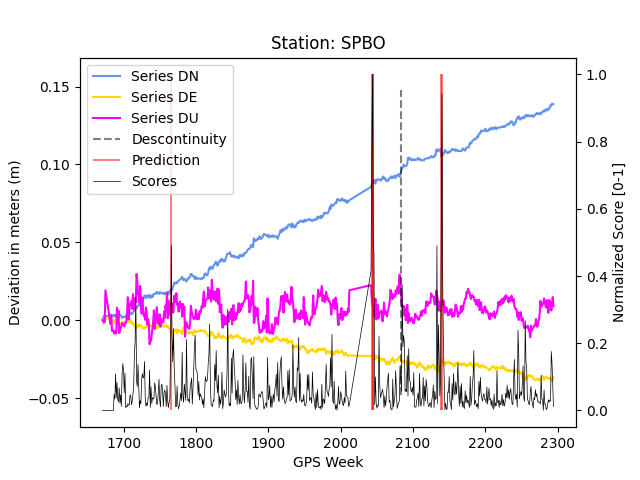 Station: SPBO
Series DN
Series DE
Series DU
Discontinuity
Prediction
Scores
Deviation in meters (m)
0.15
0.10
0.05
0.00
−0.05
1.0
0.8
0.6
0.4
0.2
0.0
Normalized Score [0-1]
1700 1800 1900 2000 2100 2200 2300
GPS Week